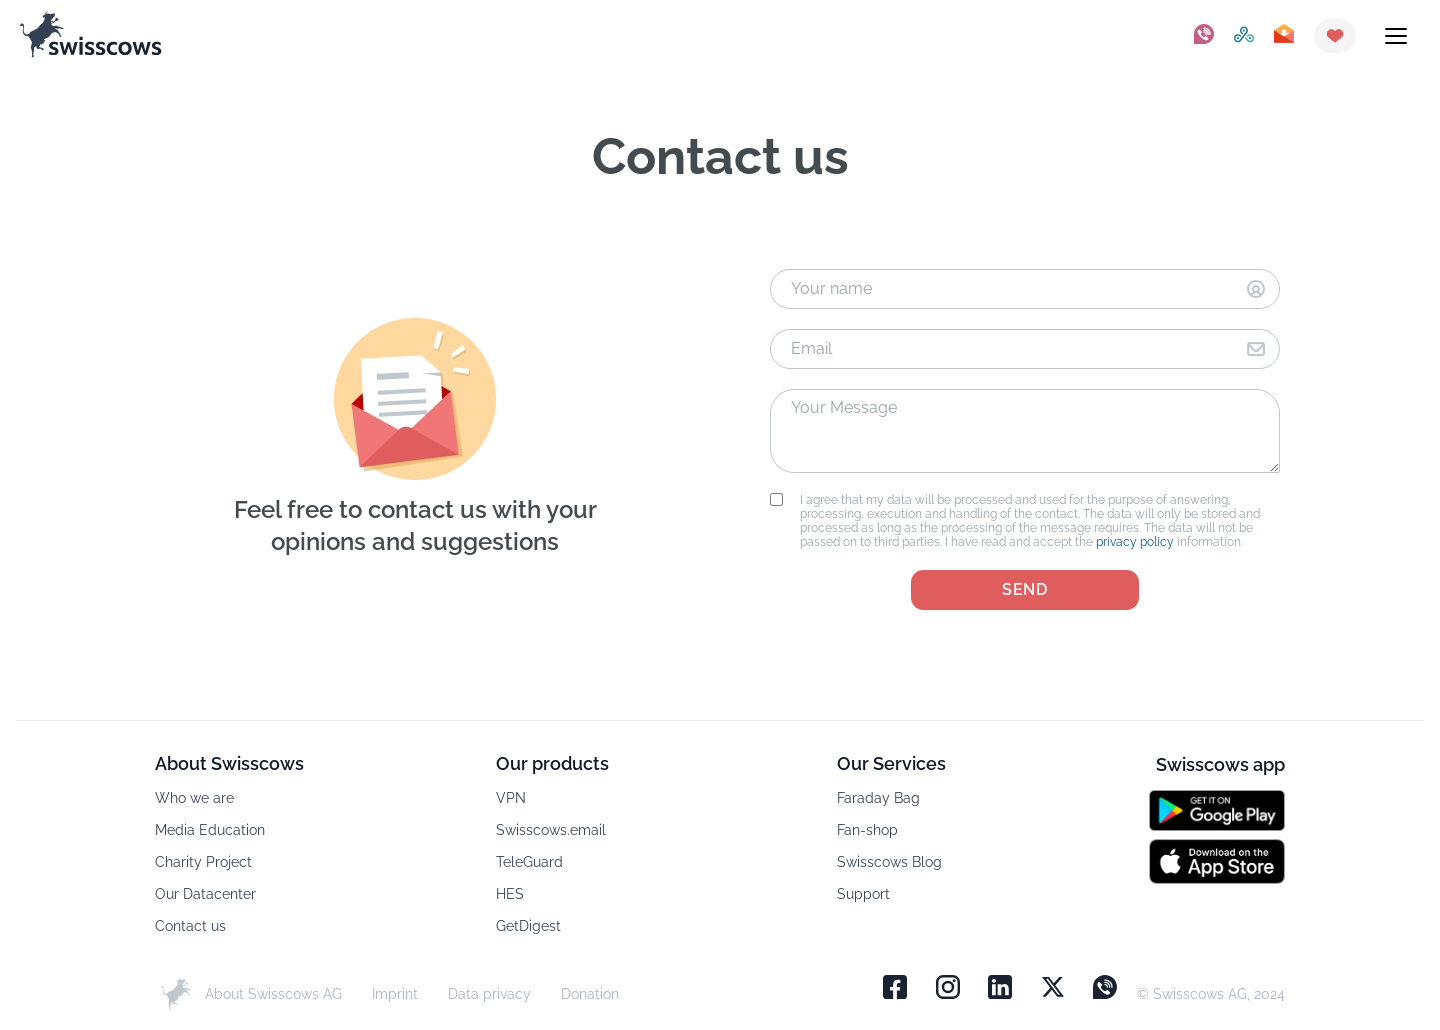 swisscows
Contact us
Feel free to contact us with your
opinions and suggestions
Your name
Email
Your Message
I agree that my data will be processed and used for the purpose of answering,
processing, execution and handling of the contact. The data will only be stored and
processed as long as the processing of the message requires. The data will not be
passed on to third parties. I have read and accept the privacy policy information.
SEND
About Swisscows
Who we are
Media Education
Charity Project
Our Datacenter
Contact us
Our products
VPN
Swisscows.email
TeleGuard
HES
GetDigest
Our Services
Faraday Bag
Fan-shop
Swisscows Blog
Support
Swisscows app
GET IT ON
Google Play
Download on the
App Store
About Swisscows AG
Imprint
Data privacy
Donation
© Swisscows AG, 2024